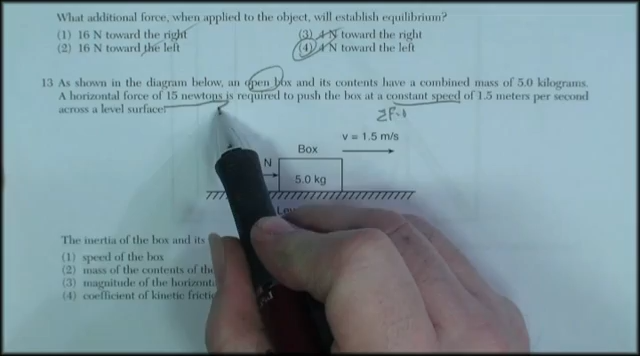 What additional force, when applied to the object, will establish equilibrium?
(1) 16 N toward the right (3) 4 N toward the right
(2) 16 N toward the left (4) 4 N toward the left
13 As shown in the diagram below, an open box and its contents have a combined mass of 5.0 kilograms.
A horizontal force of 15 newtons is required to push the box at a constant speed of 1.5 meters per second
across a level surface.
v = 1.5 m/s
Box
N
5.0 kg
The inertia of the box and its
(1) speed of the box
(2) mass of the contents of the
(3) magnitude of the
(4) coefficient of kinetic